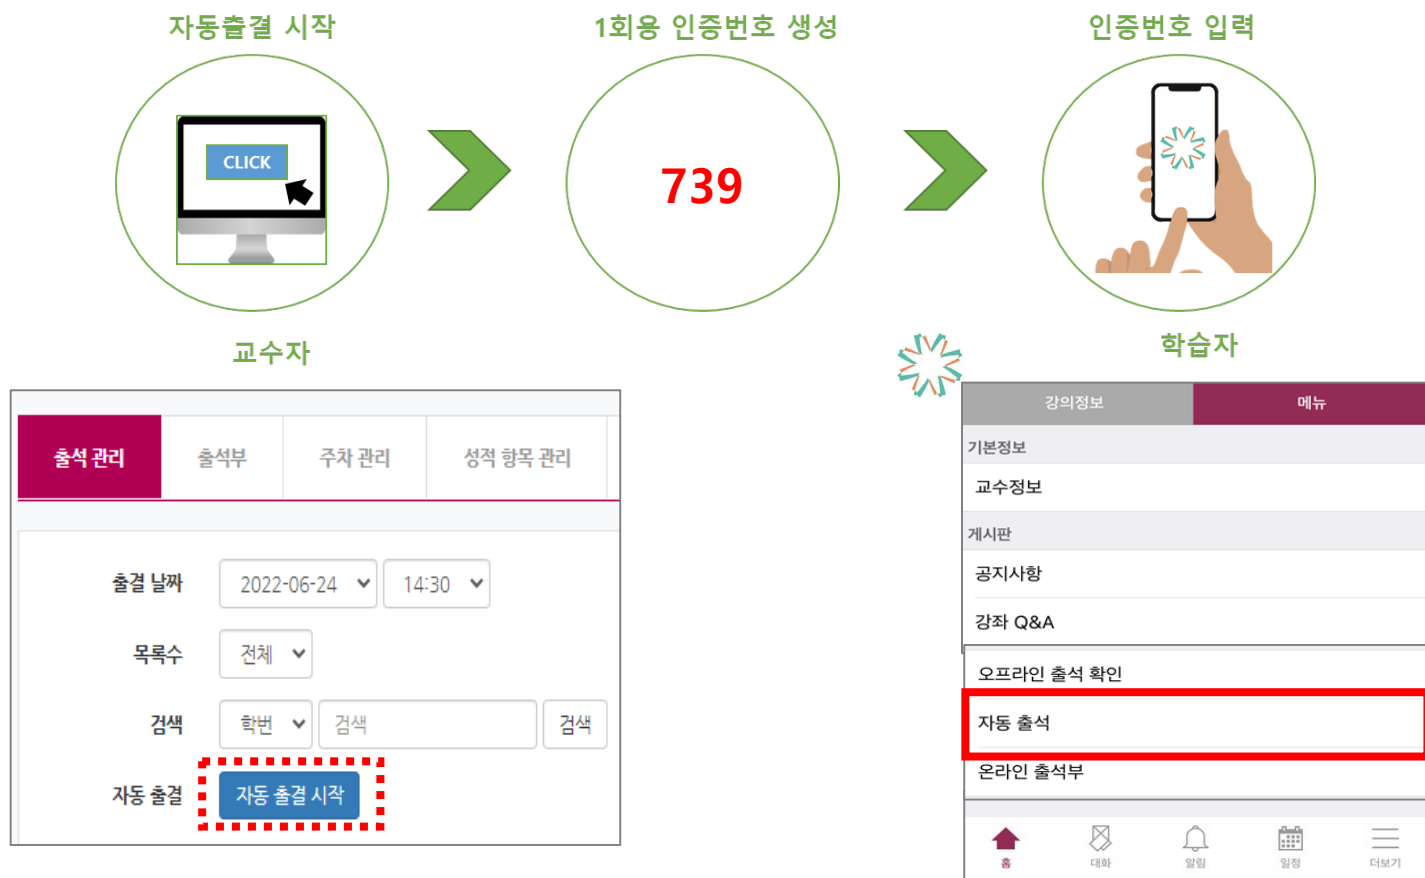 자동출결 시작
1회용 인증번호 생성
인증번호 입력
CLICK
739
교수자
학습자
출석 관리
출석부
주차 관리
성적 항목 관리
출결 날짜
2022-06-24
14:30
목록수
전체
검색
학번
검색
검색
자동 출결
자동 출결 시작
강의정보
메뉴
기본정보
교수정보
게시판
공지사항
강좌 Q&A
오프라인 출석 확인
자동 출석
온라인 출석부
홈
대화
알림
일정
더보기